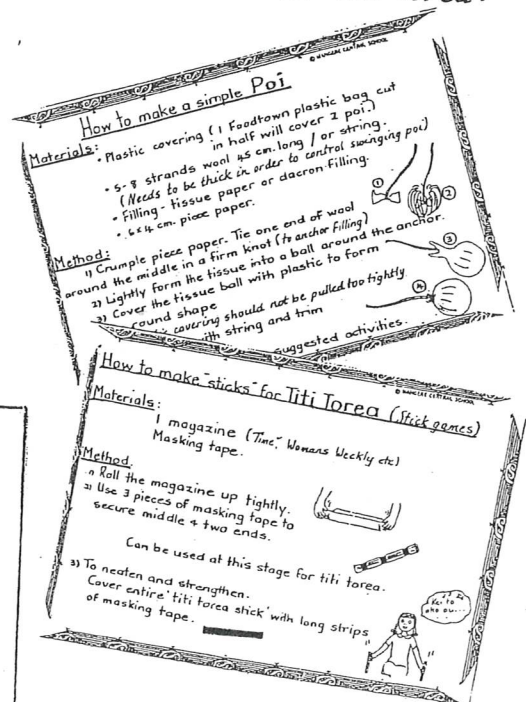 © MANGERE CENTRAL SCHOOL
How to make a simple Poi
Materials:
• Plastic covering (1 Foodtown plastic bag cut
in half will cover 2 poi.)
• 5-8 strands wool 45 cm. long / or string.
(Needs to be thick in order to control swinging poi)
• Filling - tissue paper or dacron filling.
• 6x4 cm. piece paper.
Method:
1) Crumple piece paper. Tie one end of wool
around the middle in a firm knot (to anchor filling)
2) Lightly form the tissue into a ball around the anchor.
3) Cover the tissue ball with plastic to form
round shape
covering should not be pulled too tightly.
with string and trim
suggested activities.
1
2
3
4
© MANGERE CENTRAL SCHOOL
How to make "sticks" for Titi Torea (Stick games)
Materials:
1 magazine (Time, Womans Weekly etc)
Masking tape.
Method.
1) Roll the magazine up tightly.
2) Use 3 pieces of masking tape to
secure middle & two ends.
Can be used at this stage for titi torea.
3) To neaten and strengthen.
Cover entire 'titi torea stick' with long strips
of masking tape.